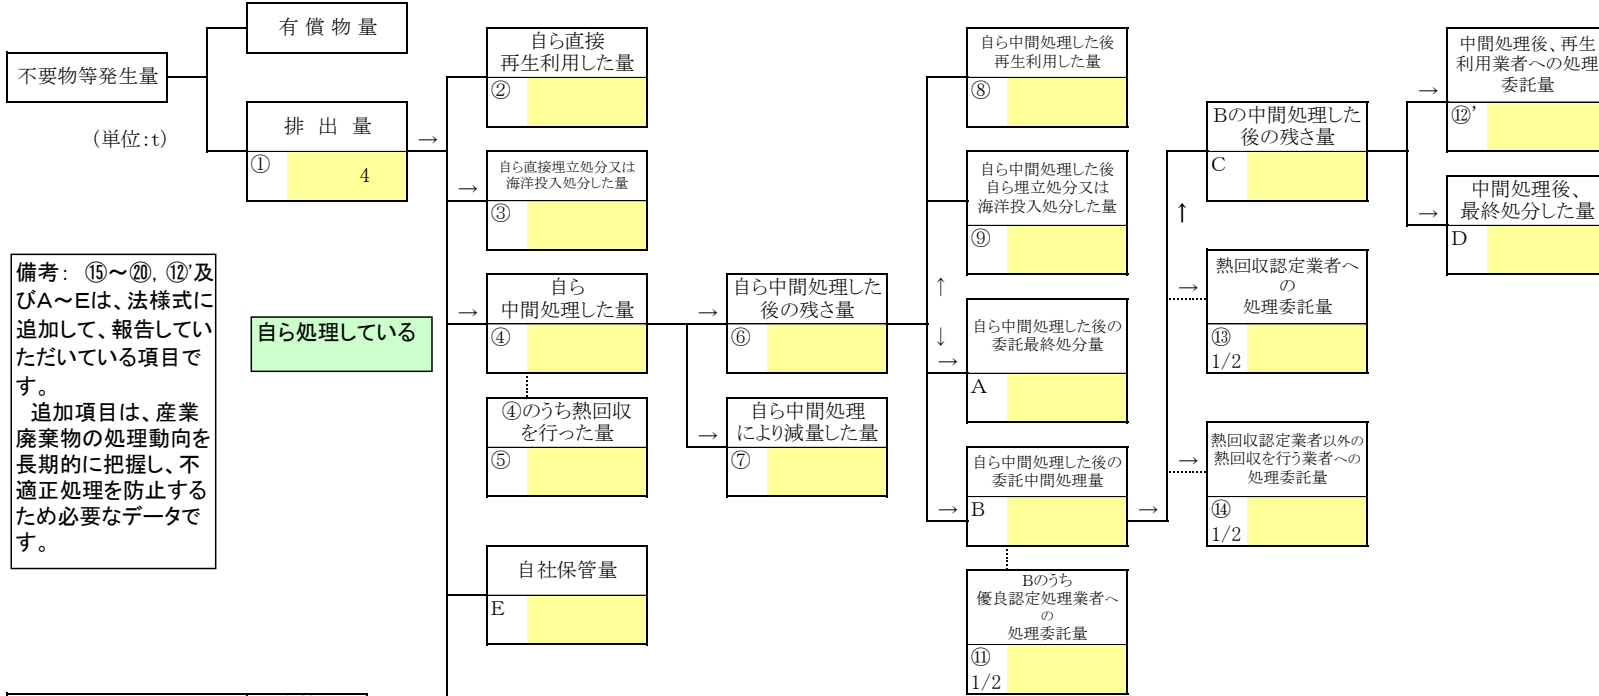 有 償 物 量
不要物等発生量
（単位:t）
排 出 量
①
4
→
備考： ⑮～⑳, ⑫'及
びA～Eは、法様式に
追加して、報告してい
ただいている項目で
す。
追加項目は、産業
廃棄物の処理動向を
長期的に把握し、不
適正処理を防止する
ため必要なデータで
す。
自ら処理している
自ら直接
再生利用した量
②
→
自ら直接埋立処分又は
海洋投入処分した量
③
→
自ら
中間処理した量
④
④のうち熱回収
を行った量
⑤
自社保管量
E
→
自ら中間処理した
後の残さ量
⑥
→
自ら中間処理
により減量した量
⑦
自ら中間処理した後
再生利用した量
⑧
自ら中間処理した後
自ら埋立処分又は
海洋投入処分した量
⑨
↑
↓
→
自ら中間処理した後の
委託最終処分量
A
自ら中間処理した後の
委託中間処理量
→
B
→
Bのうち
優良認定処理業者へ
の
処理委託量
⑪
1/2
Bの中間処理した
後の残さ量
C
↑
→
熱回収認定業者へ
の
処理委託量
⑬
1/2
→
熱回収認定業者以外の
熱回収を行う業者への
処理委託量
⑭
1/2
中間処理後、再生
利用業者への処理
委託量
→
⑫'
中間処理後、
最終処分した量
→
D